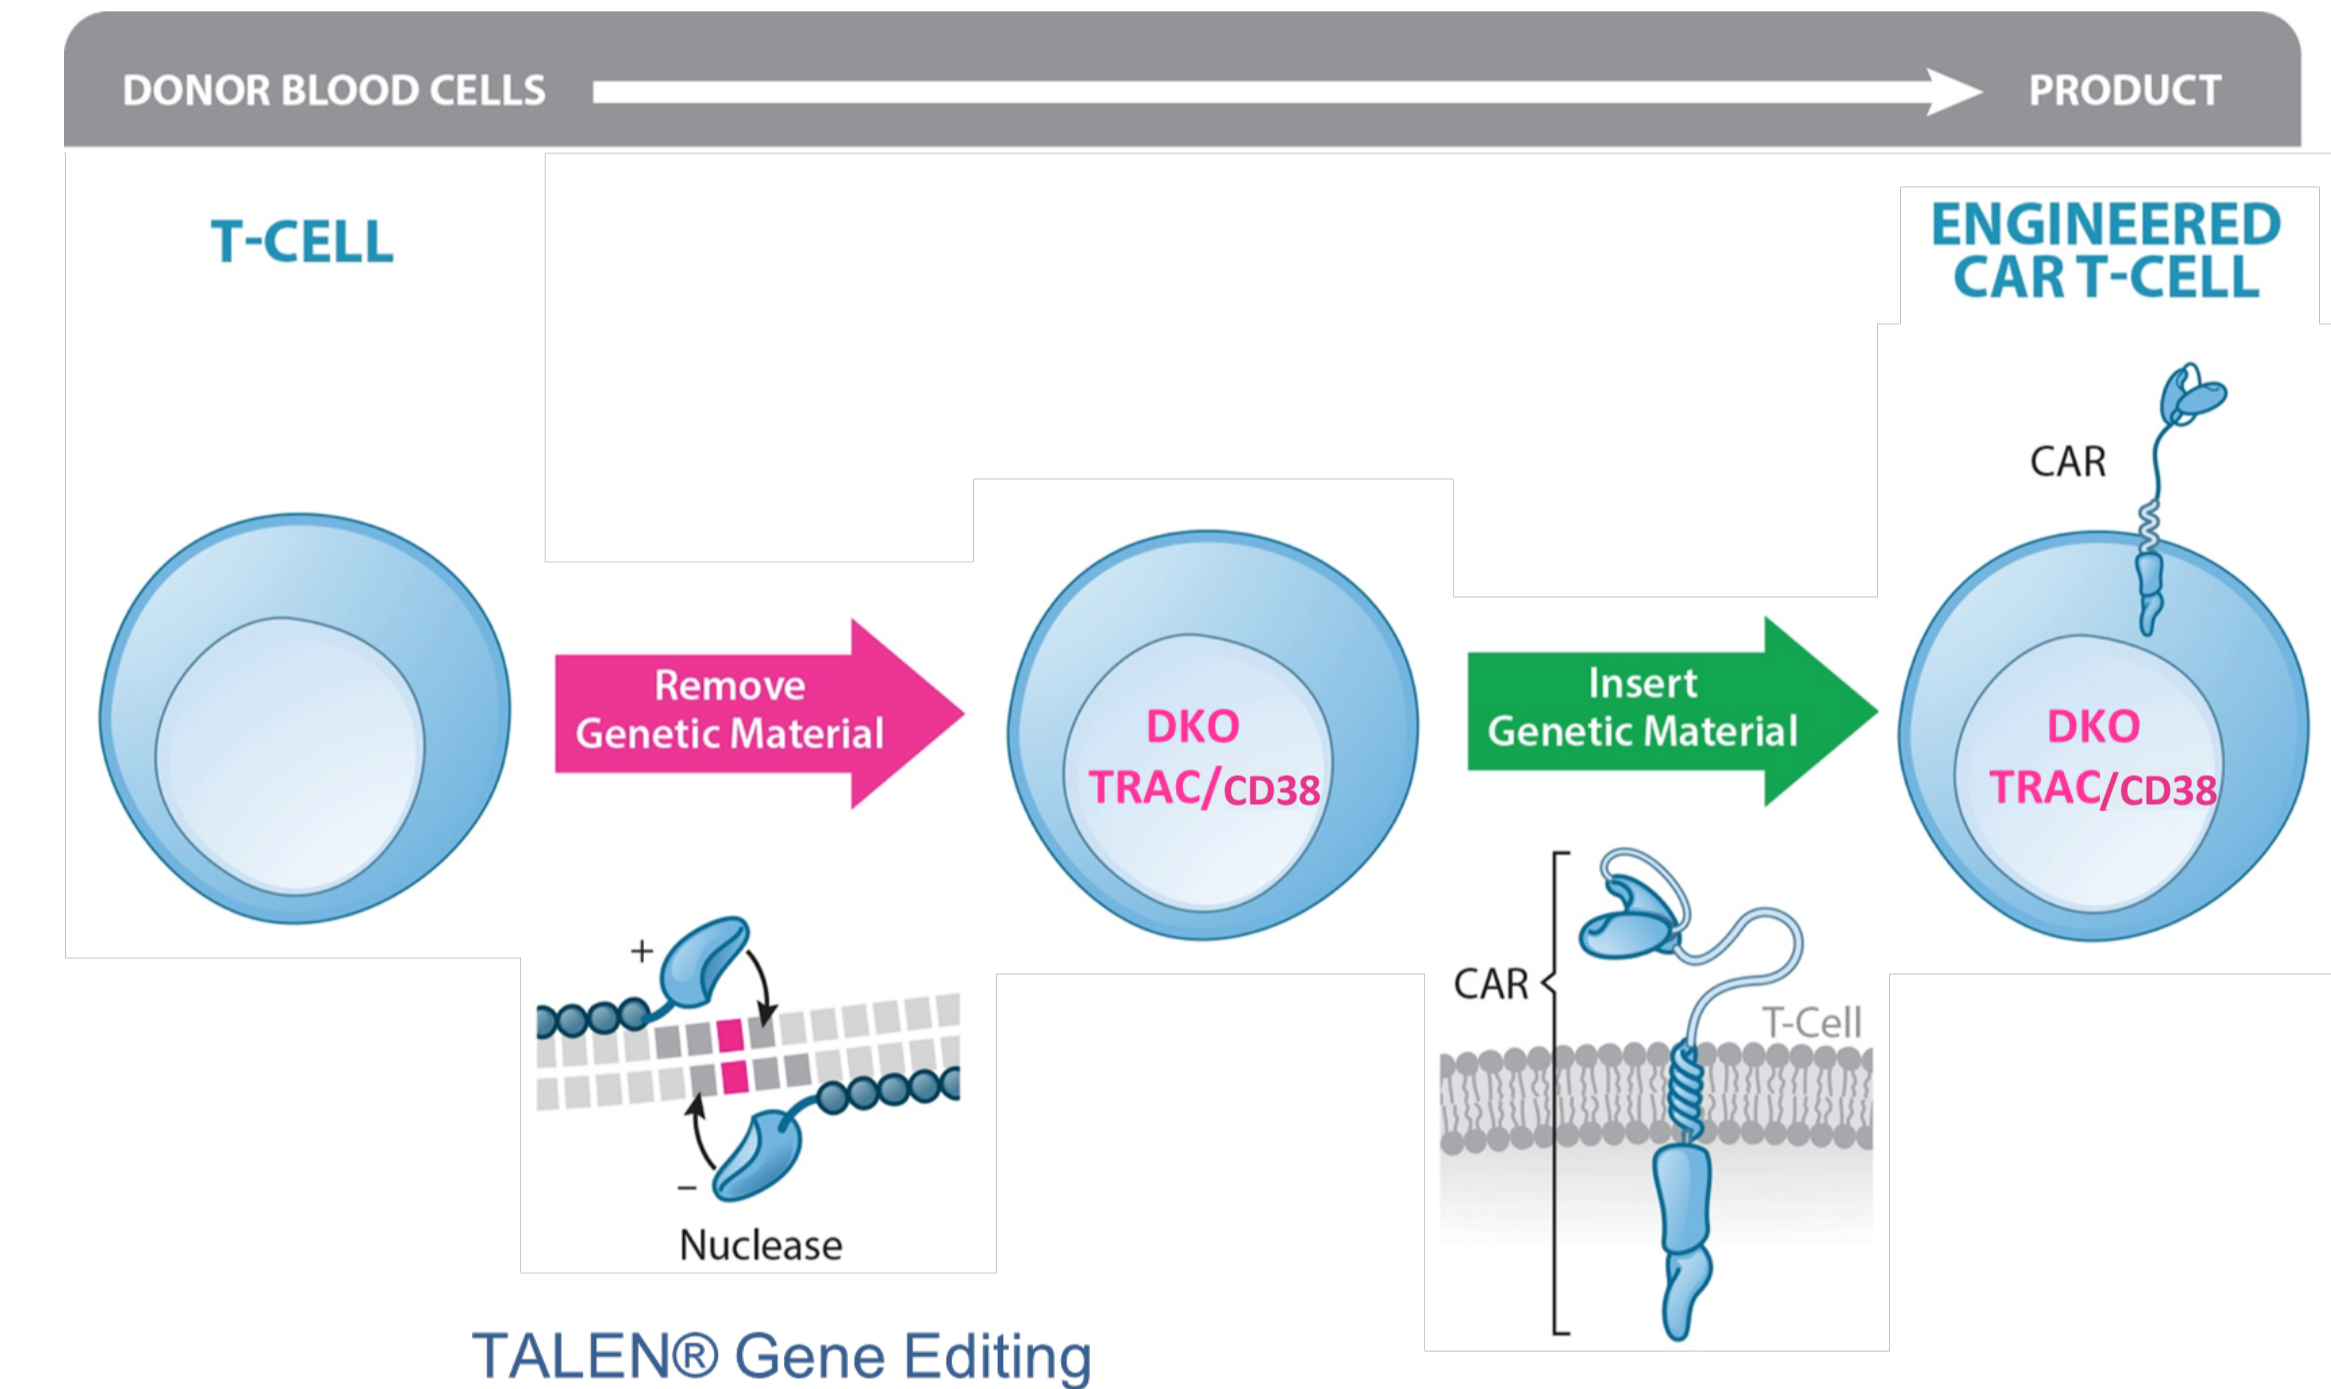 DONOR BLOOD CELLS
PRODUCT
T-CELL
ENGINEERED
CAR T-CELL
CAR
Remove
Genetic Material
DKO
TRAC/CD38
Insert
Genetic Material
DKO
TRAC/CD38
+
−
Nuclease
CAR
T-Cell
TALEN® Gene Editing